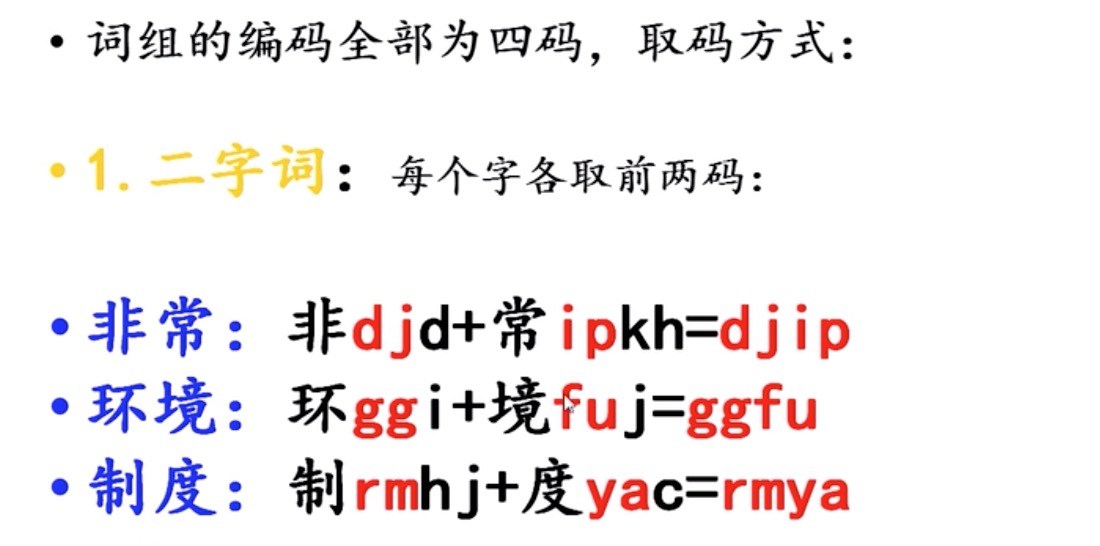 • 词组的编码全部为四码，取码方式：
• 1.二字词：每个字各取前两码：
• 非常：非djd+常ipkh=djip
• 环境：环ggi+境fuj=ggfu
• 制度：制rmhj+度yac=rmya